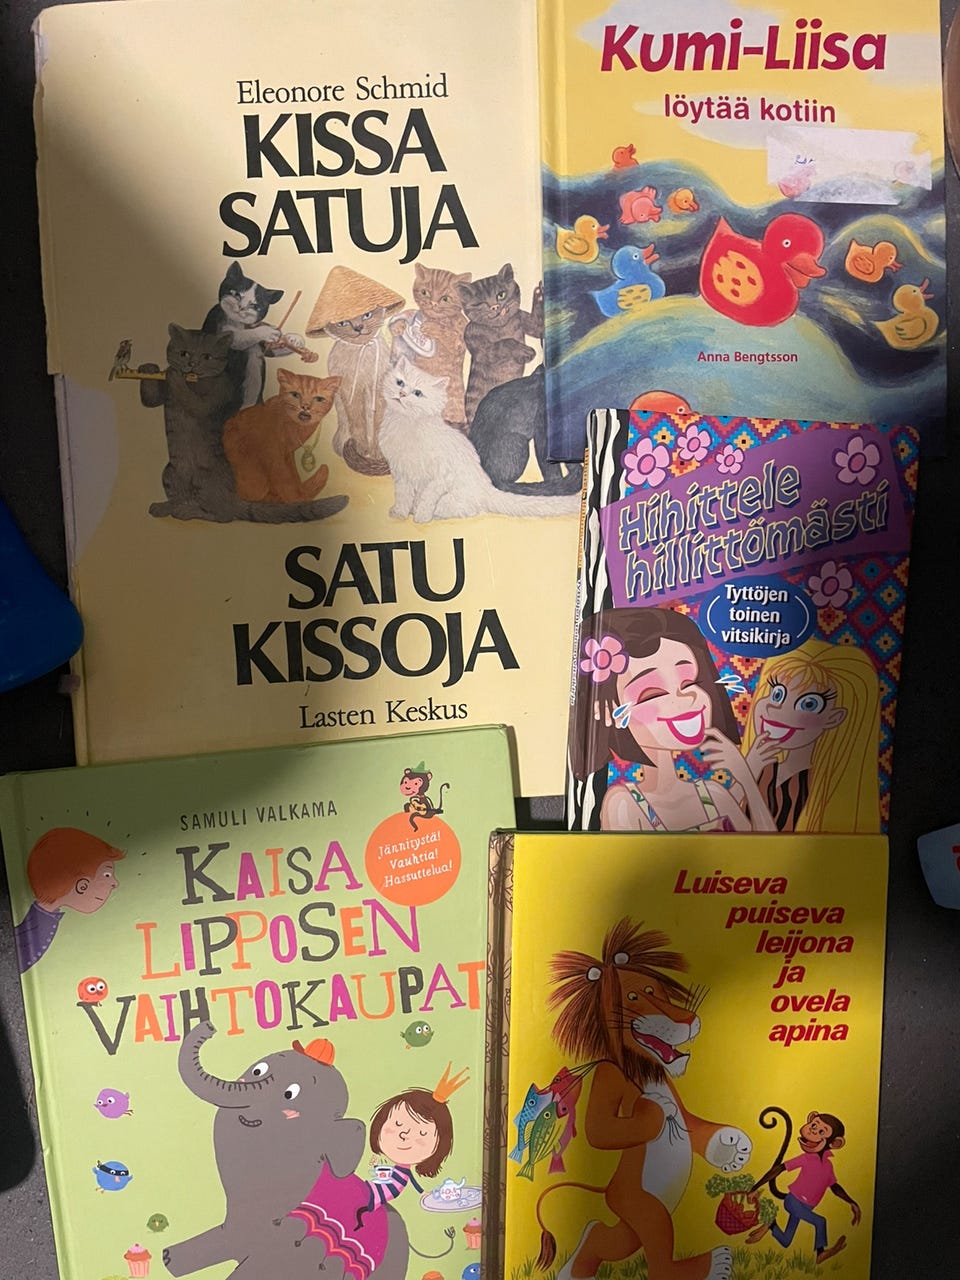 Eleonore Schmid
KISSA
SATUJA
SATU
KISSOJA
Lasten Keskus
Kumi-Liisa
löytää kotiin
Anna Bengtsson
Hihittele
hillittömästi
Tyttöjen
toinen
vitsikirja
SAMULI VALKAMA
KAISA
LIPPOSEN
VAIHTOKAUPAT
Jännitystä!
Vauhtia!
Hassuttelua!
Luiseva
puiseva
leijona
ja
ovela
apina